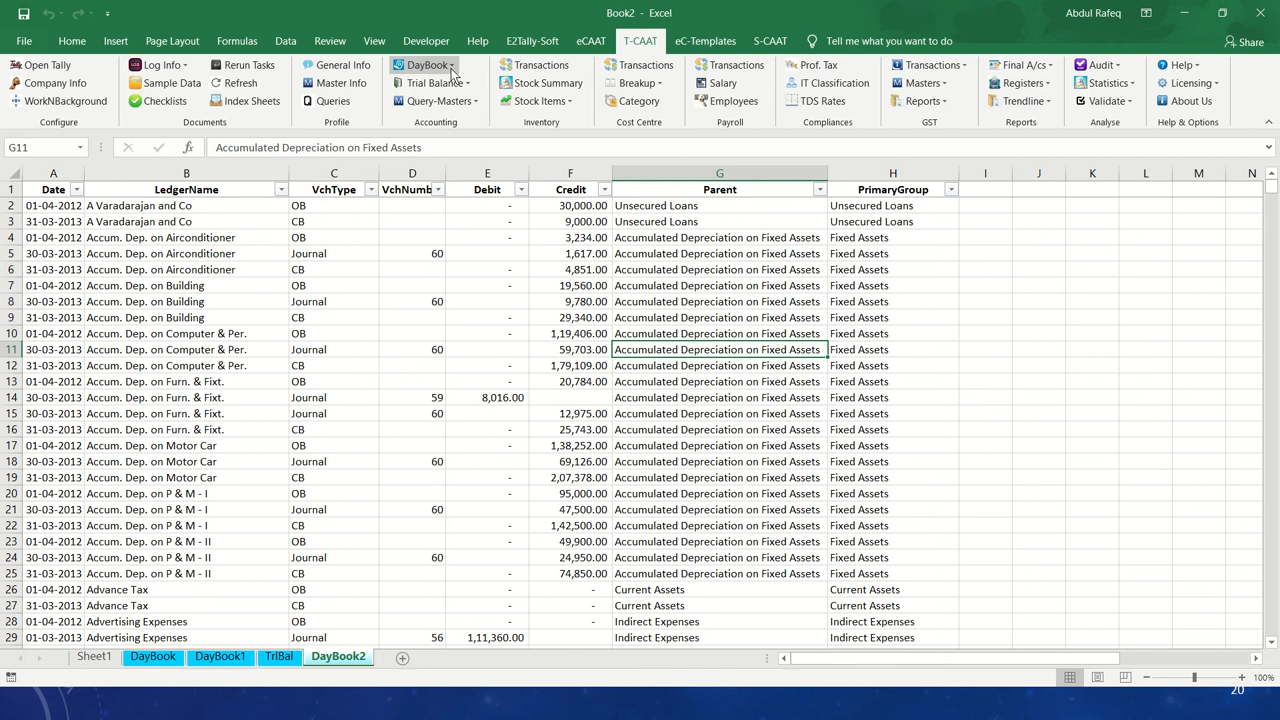 Book2 - Excel
Abdul Rafeq
File Home Insert Page Layout Formulas Data Review View Developer Help E2Tally-Soft eCAAT T-CAAT eC-Templates S-CAAT Tell me what you want to do Share
Open Tally Log Info Rerun Tasks General Info DayBook Transactions Transactions Transactions Prof. Tax Transactions Final A/cs Audit Help
Company Info Sample Data Refresh Master Info Trial Balance Stock Summary Breakup Salary IT Classification Masters Registers Statistics Licensing
WorkNBackground Checklists Index Sheets Queries Query-Masters Stock Items Category Employees TDS Rates Reports Trendline Validate About Us
Configure Documents Profile Accounting Inventory Cost Centre Payroll Compliances GST Reports Analyse Help & Options
G11 fx Accumulated Depreciation on Fixed Assets
A B C D E F G H I J K L M N
1 Date LedgerName VchType VchNumb Debit Credit Parent PrimaryGroup
2 01-04-2012 A Varadarajan and Co OB - 30,000.00 Unsecured Loans Unsecured Loans
3 31-03-2013 A Varadarajan and Co CB - 9,000.00 Unsecured Loans Unsecured Loans
4 01-04-2012 Accum. Dep. on Airconditioner OB - 3,234.00 Accumulated Depreciation on Fixed Assets Fixed Assets
5 30-03-2013 Accum. Dep. on Airconditioner Journal 60 1,617.00 Accumulated Depreciation on Fixed Assets Fixed Assets
6 31-03-2013 Accum. Dep. on Airconditioner CB - 4,851.00 Accumulated Depreciation on Fixed Assets Fixed Assets
7 01-04-2012 Accum. Dep. on Building OB - 19,560.00 Accumulated Depreciation on Fixed Assets Fixed Assets
8 30-03-2013 Accum. Dep. on Building Journal 60 9,780.00 Accumulated Depreciation on Fixed Assets Fixed Assets
9 31-03-2013 Accum. Dep. on Building CB - 29,340.00 Accumulated Depreciation on Fixed Assets Fixed Assets
10 01-04-2012 Accum. Dep. on Computer & Per. OB - 1,19,406.00 Accumulated Depreciation on Fixed Assets Fixed Assets
11 30-03-2013 Accum. Dep. on Computer & Per. Journal 60 59,703.00 Accumulated Depreciation on Fixed Assets Fixed Assets
12 31-03-2013 Accum. Dep. on Computer & Per. CB - 1,79,109.00 Accumulated Depreciation on Fixed Assets Fixed Assets
13 01-04-2012 Accum. Dep. on Furn. & Fixt. OB - 20,784.00 Accumulated Depreciation on Fixed Assets Fixed Assets
14 30-03-2013 Accum. Dep. on Furn. & Fixt. Journal 59 8,016.00 Accumulated Depreciation on Fixed Assets Fixed Assets
15 30-03-2013 Accum. Dep. on Furn. & Fixt. Journal 60 12,975.00 Accumulated Depreciation on Fixed Assets Fixed Assets
16 31-03-2013 Accum. Dep. on Furn. & Fixt. CB - 25,743.00 Accumulated Depreciation on Fixed Assets Fixed Assets
17 01-04-2012 Accum. Dep. on Motor Car OB - 1,38,252.00 Accumulated Depreciation on Fixed Assets Fixed Assets
18 30-03-2013 Accum. Dep. on Motor Car Journal 60 69,126.00 Accumulated Depreciation on Fixed Assets Fixed Assets
19 31-03-2013 Accum. Dep. on Motor Car CB - 2,07,378.00 Accumulated Depreciation on Fixed Assets Fixed Assets
20 01-04-2012 Accum. Dep. on P & M - I OB - 95,000.00 Accumulated Depreciation on Fixed Assets Fixed Assets
21 30-03-2013 Accum. Dep. on P & M - I Journal 60 47,500.00 Accumulated Depreciation on Fixed Assets Fixed Assets
22 31-03-2013 Accum. Dep. on P & M - I CB - 1,42,500.00 Accumulated Depreciation on Fixed Assets Fixed Assets
23 01-04-2012 Accum. Dep. on P & M - II OB - 49,900.00 Accumulated Depreciation on Fixed Assets Fixed Assets
24 30-03-2013 Accum. Dep. on P & M - II Journal 60 24,950.00 Accumulated Depreciation on Fixed Assets Fixed Assets
25 31-03-2013 Accum. Dep. on P & M - II CB - 74,850.00 Accumulated Depreciation on Fixed Assets Fixed Assets
26 01-04-2012 Advance Tax OB - - Current Assets Current Assets
27 31-03-2013 Advance Tax CB - - Current Assets Current Assets
28 01-04-2012 Advertising Expenses OB - - Indirect Expenses Indirect Expenses
29 01-03-2013 Advertising Expenses Journal 56 1,11,360.00 Indirect Expenses Indirect Expenses
Sheet1 DayBook DayBook1 TrlBal DayBook2
100%
20